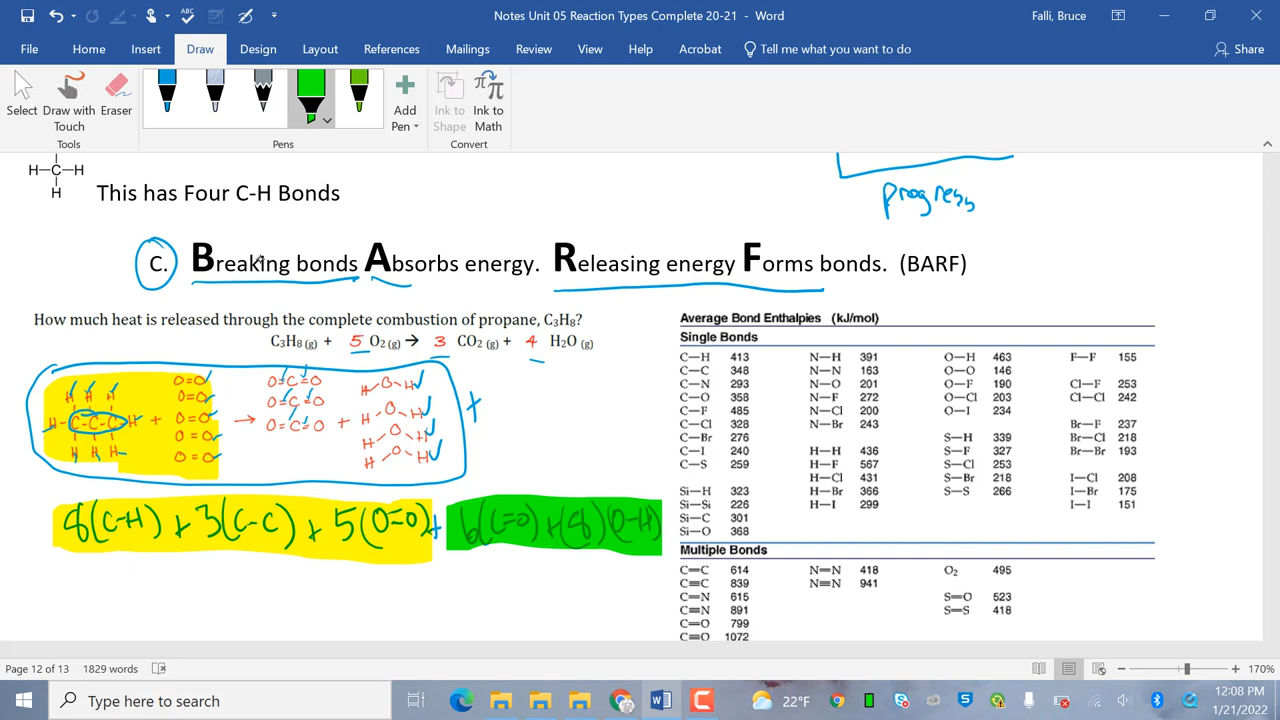 Notes Unit 05 Reaction Types Complete 20-21 - Word
Falli, Bruce
File Home Insert Draw Design Layout References Mailings Review View Help Acrobat Tell me what you want to do Share
Select Draw with Touch Eraser Add Pen Ink to Shape Ink to Math
Tools Pens Convert
H—C—H
H
This has Four C-H Bonds
progress
C. Breaking bonds Absorbs energy. Releasing energy Forms bonds. (BARF)
How much heat is released through the complete combustion of propane, C3H8?
C3H8 (g) + 5 O2 (g) → 3 CO2 (g) + 4 H2O (g)
H H H O=O O=C=O H O H
O=O O=C=O
H-C-C-C-H + O=O → O=C=O + H O H
O=O H O H
H H H O=O H O H
+
8(C-H) + 3(C-C) + 5(O=O) + 6(C=O) + (8)(O-H)
Average Bond Enthalpies (kJ/mol)
Single Bonds
C—H 413 N—H 391 O—H 463 F—F 155
C—C 348 N—N 163 O—O 146
C—N 293 N—O 201 O—F 190 Cl—F 253
C—O 358 N—F 272 O—Cl 203 Cl—Cl 242
C—F 485 N—Cl 200 O—I 234
C—Cl 328 N—Br 243 Br—F 237
C—Br 276 S—H 339 Br—Cl 218
C—I 240 H—H 436 S—F 327 Br—Br 193
C—S 259 H—F 567 S—Cl 253
H—Cl 431 S—Br 218 I—Cl 208
Si—H 323 H—Br 366 S—S 266 I—Br 175
Si—Si 226 H—I 299 I—I 151
Si—C 301
Si—O 368
Multiple Bonds
C=C 614 N=N 418 O2 495
C≡C 839 N≡N 941
C=N 615 S=O 523
C≡N 891 S=S 418
C=O 799
C≡O 1072
Page 12 of 13 1829 words 170%
Type here to search 22°F 12:08 PM
1/21/2022